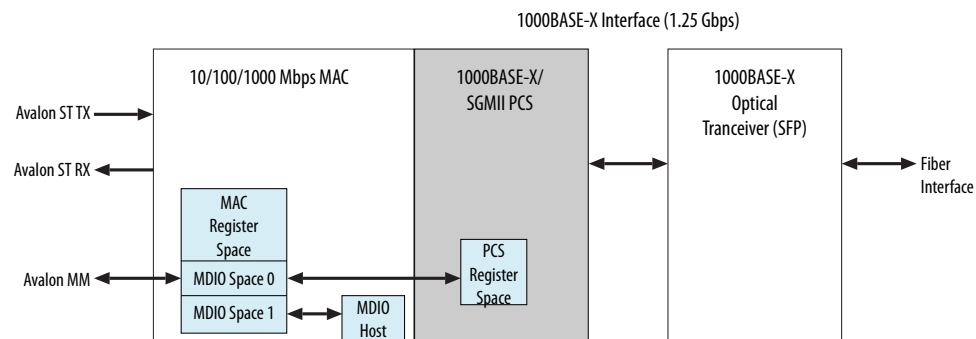 1000BASE-X Interface (1.25 Gbps)
10/100/1000 Mbps MAC
1000BASE-X/
SGMII PCS
1000BASE-X
Optical
Tranceiver (SFP)
Avalon ST TX
Avalon ST RX
Fiber
Interface
MAC
Register
Space
PCS
Register
Space
Avalon MM
MDIO Space 0
MDIO Space 1
MDIO
Host